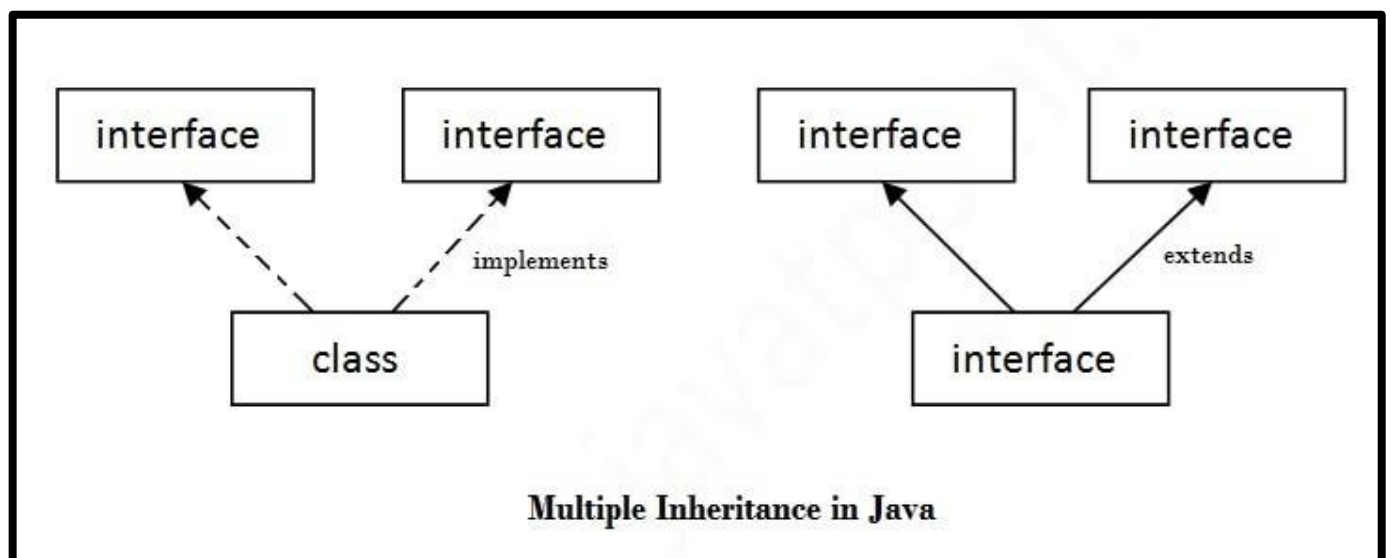 interface interface interface interface
implements extends
class interface
Multiple Inheritance in Java